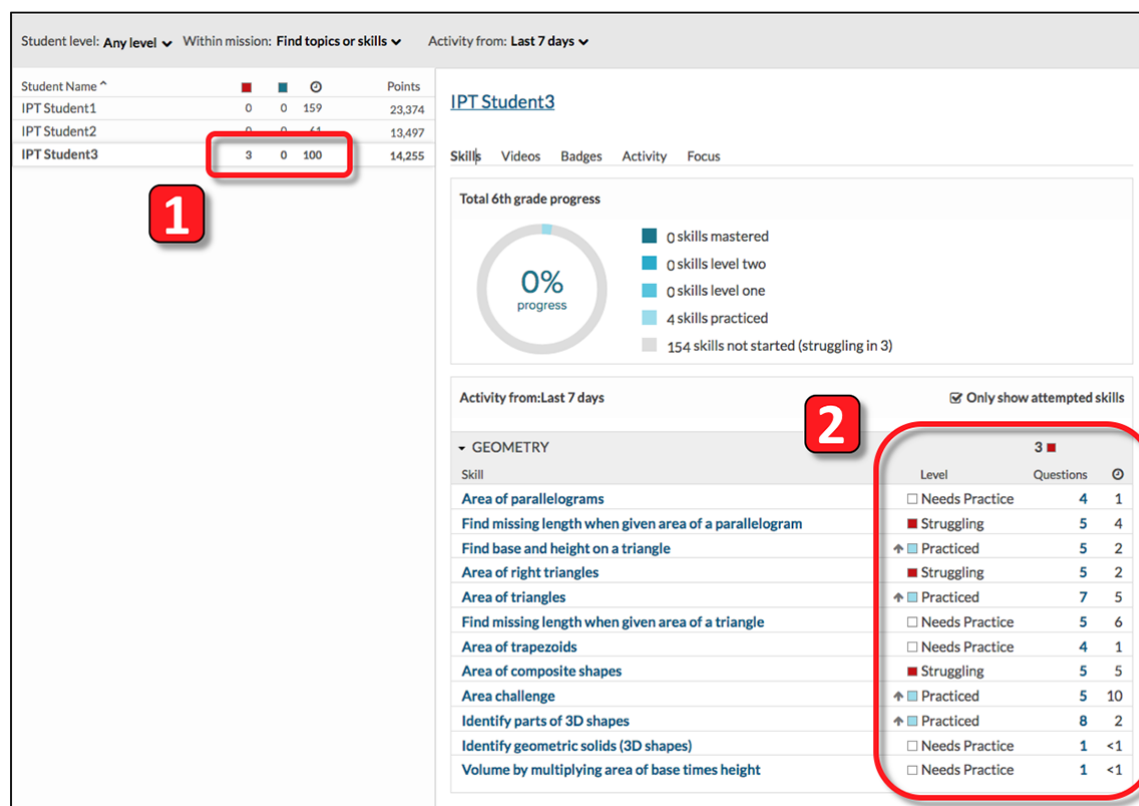 Student level: Any level Within mission: Find topics or skills Activity from: Last 7 days
Student Name Points
IPT Student1 0 0 159 23,374
IPT Student2 0 0 61 13,497
IPT Student3 3 0 100 14,255
1
IPT Student3
Skills Videos Badges Activity Focus
Total 6th grade progress
0% progress
0 skills mastered
0 skills level two
0 skills level one
4 skills practiced
154 skills not started (struggling in 3)
Activity from:Last 7 days Only show attempted skills
2
GEOMETRY 3
Skill Level Questions
Area of parallelograms Needs Practice 4 1
Find missing length when given area of a parallelogram Struggling 5 4
Find base and height on a triangle Practiced 5 2
Area of right triangles Struggling 5 2
Area of triangles Practiced 7 5
Find missing length when given area of a triangle Needs Practice 5 6
Area of trapezoids Needs Practice 4 1
Area of composite shapes Struggling 5 5
Area challenge Practiced 5 10
Identify parts of 3D shapes Practiced 8 2
Identify geometric solids (3D shapes) Needs Practice 1 <1
Volume by multiplying area of base times height Needs Practice 1 <1